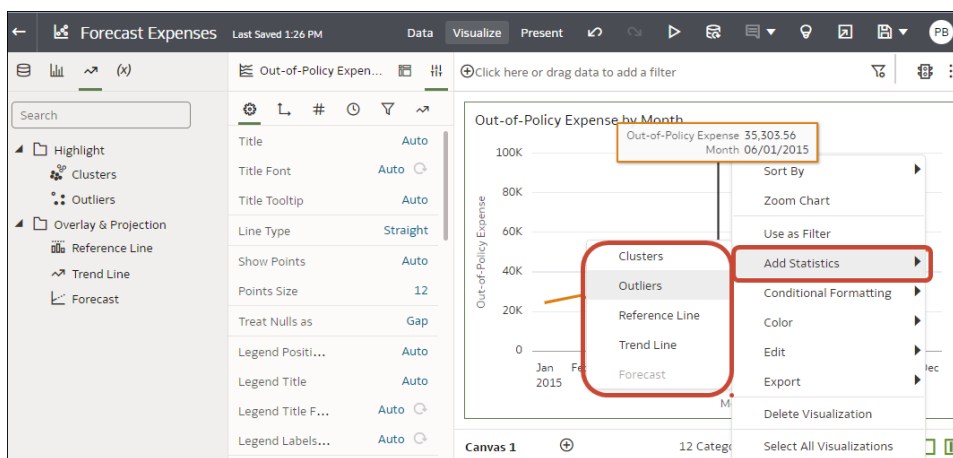 Forecast Expenses Last Saved 1:26 PM Data Visualize Present PB
(x) Out-of-Policy Expen... Click here or drag data to add a filter
Search
Highlight
Clusters
Outliers
Overlay & Projection
Reference Line
Trend Line
Forecast
Title Auto
Title Font Auto
Title Tooltip Auto
Line Type Straight
Show Points Auto
Points Size 12
Treat Nulls as Gap
Legend Positi... Auto
Legend Title Auto
Legend Title F... Auto
Legend Labels... Auto
Out-of-Policy Expense by Month
Out-of-Policy Expense 35,303.56
Month 06/01/2015
Out-of-Policy Expense
100K
80K
60K
40K
20K
0
Jan
2015
Clusters
Outliers
Reference Line
Trend Line
Forecast
Sort By
Zoom Chart
Use as Filter
Add Statistics
Conditional Formatting
Color
Edit
Export
Delete Visualization
Select All Visualizations
Canvas 1 12